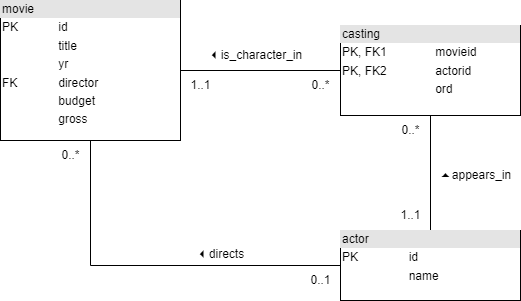 movie
PK id
title
yr
FK director
budget
gross
casting
PK, FK1 movieid
PK, FK2 actorid
ord
is_character_in
1..1 0..*
0..*
0..*
appears_in
1..1
directs
0..1
actor
PK id
name